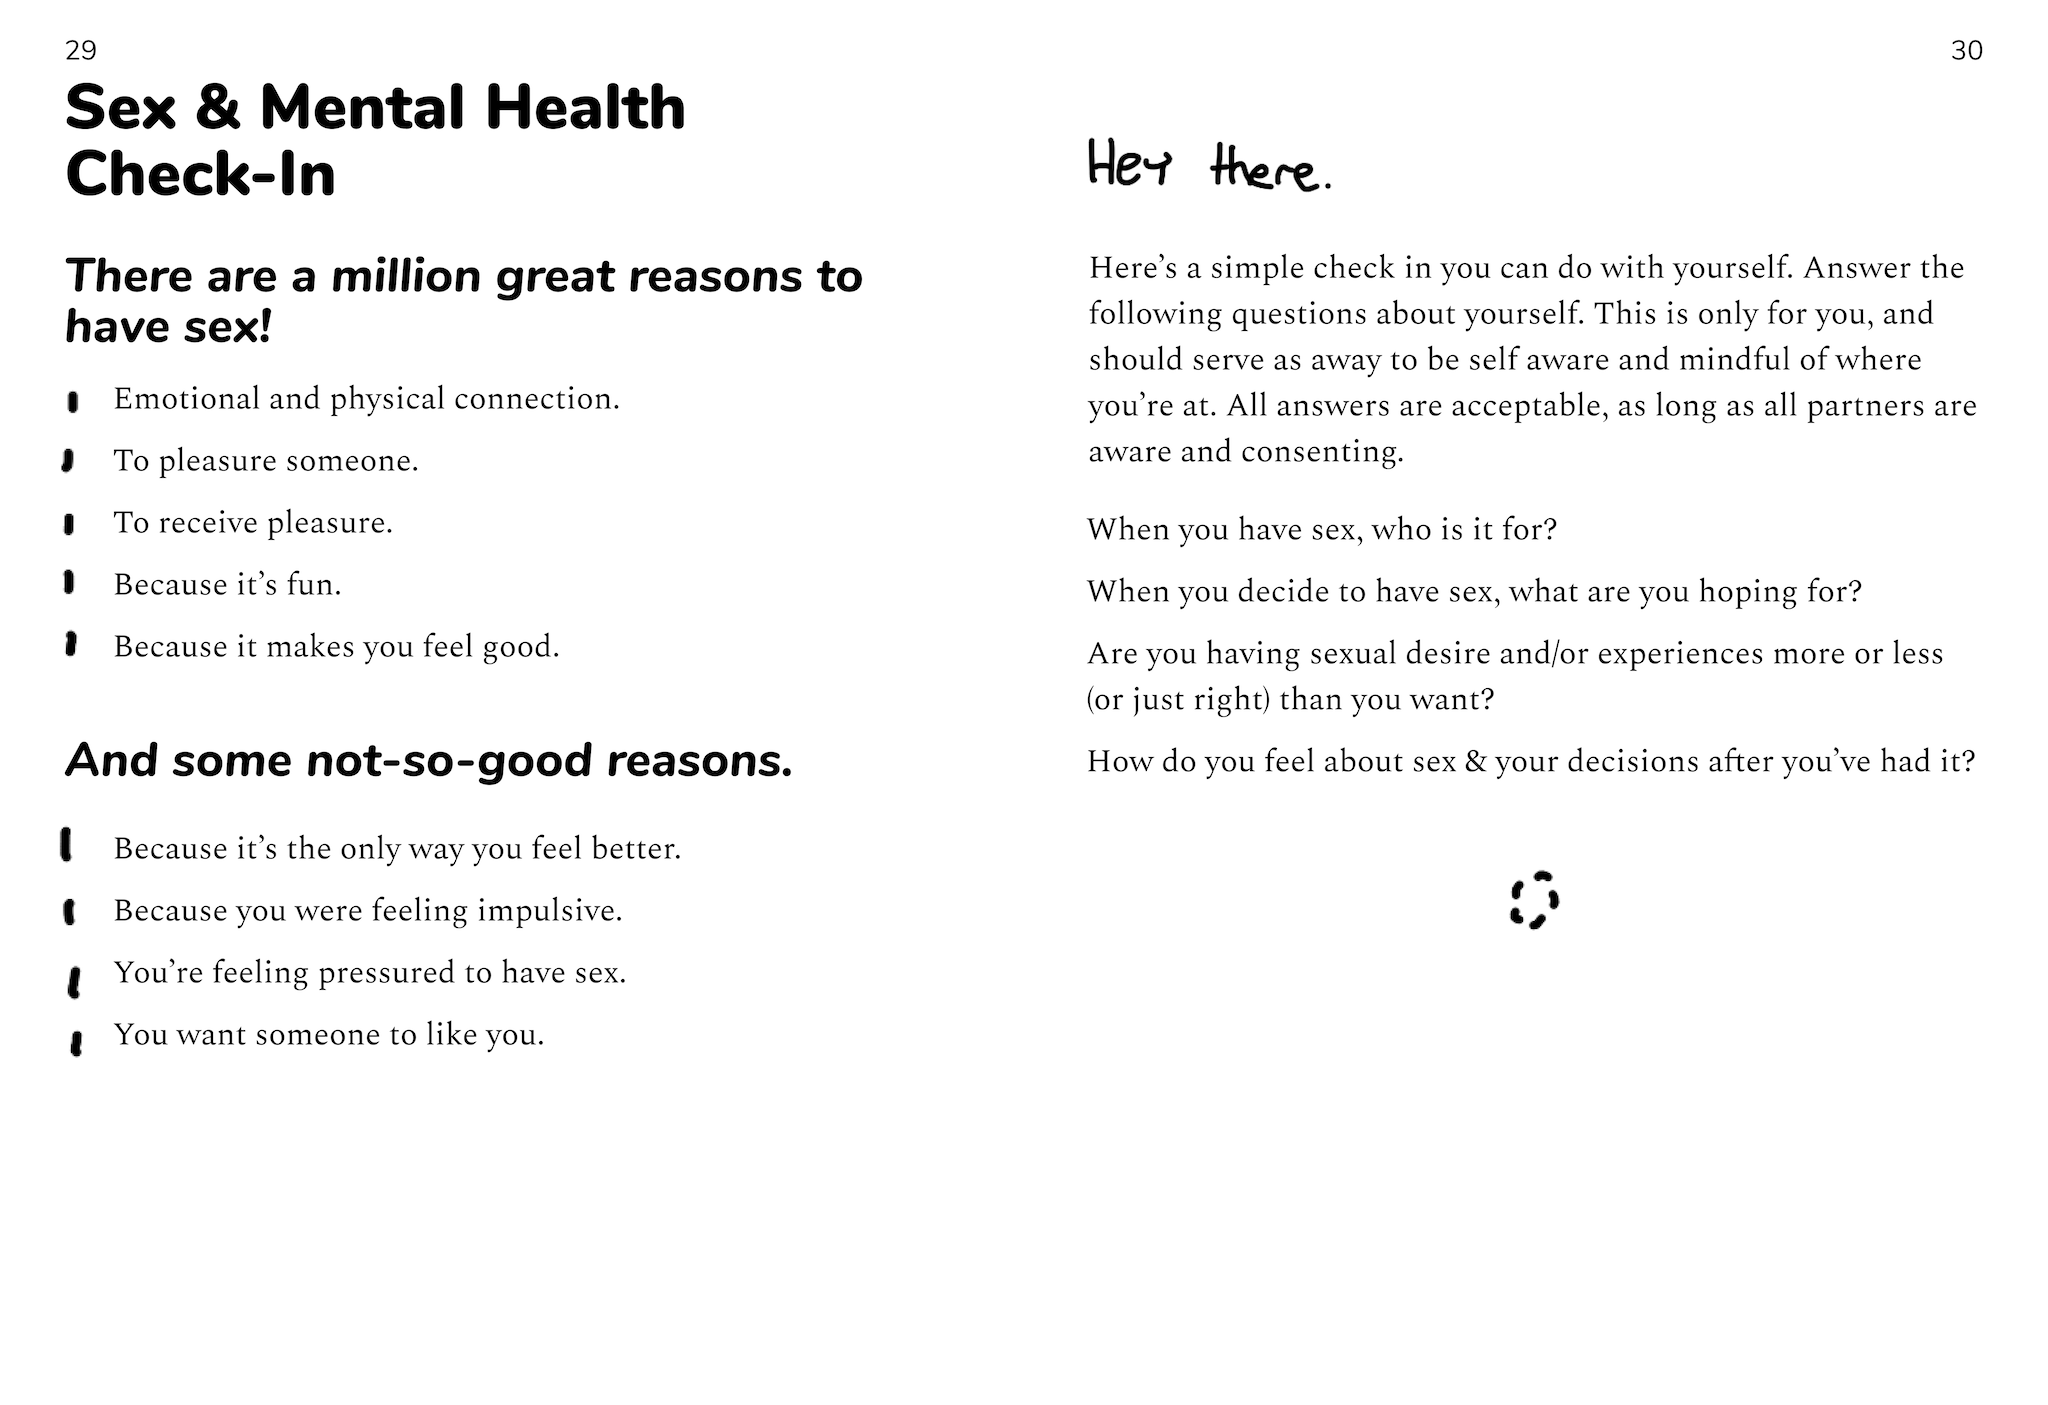 29
Sex & Mental Health
Check-In
There are a million great reasons to
have sex!
Emotional and physical connection.
To pleasure someone.
To receive pleasure.
Because it’s fun.
Because it makes you feel good.
And some not-so-good reasons.
Because it’s the only way you feel better.
Because you were feeling impulsive.
You’re feeling pressured to have sex.
You want someone to like you.
30
Hey there.
Here’s a simple check in you can do with yourself. Answer the
following questions about yourself. This is only for you, and
should serve as away to be self aware and mindful of where
you’re at. All answers are acceptable, as long as all partners are
aware and consenting.
When you have sex, who is it for?
When you decide to have sex, what are you hoping for?
Are you having sexual desire and/or experiences more or less
(or just right) than you want?
How do you feel about sex & your decisions after you’ve had it?